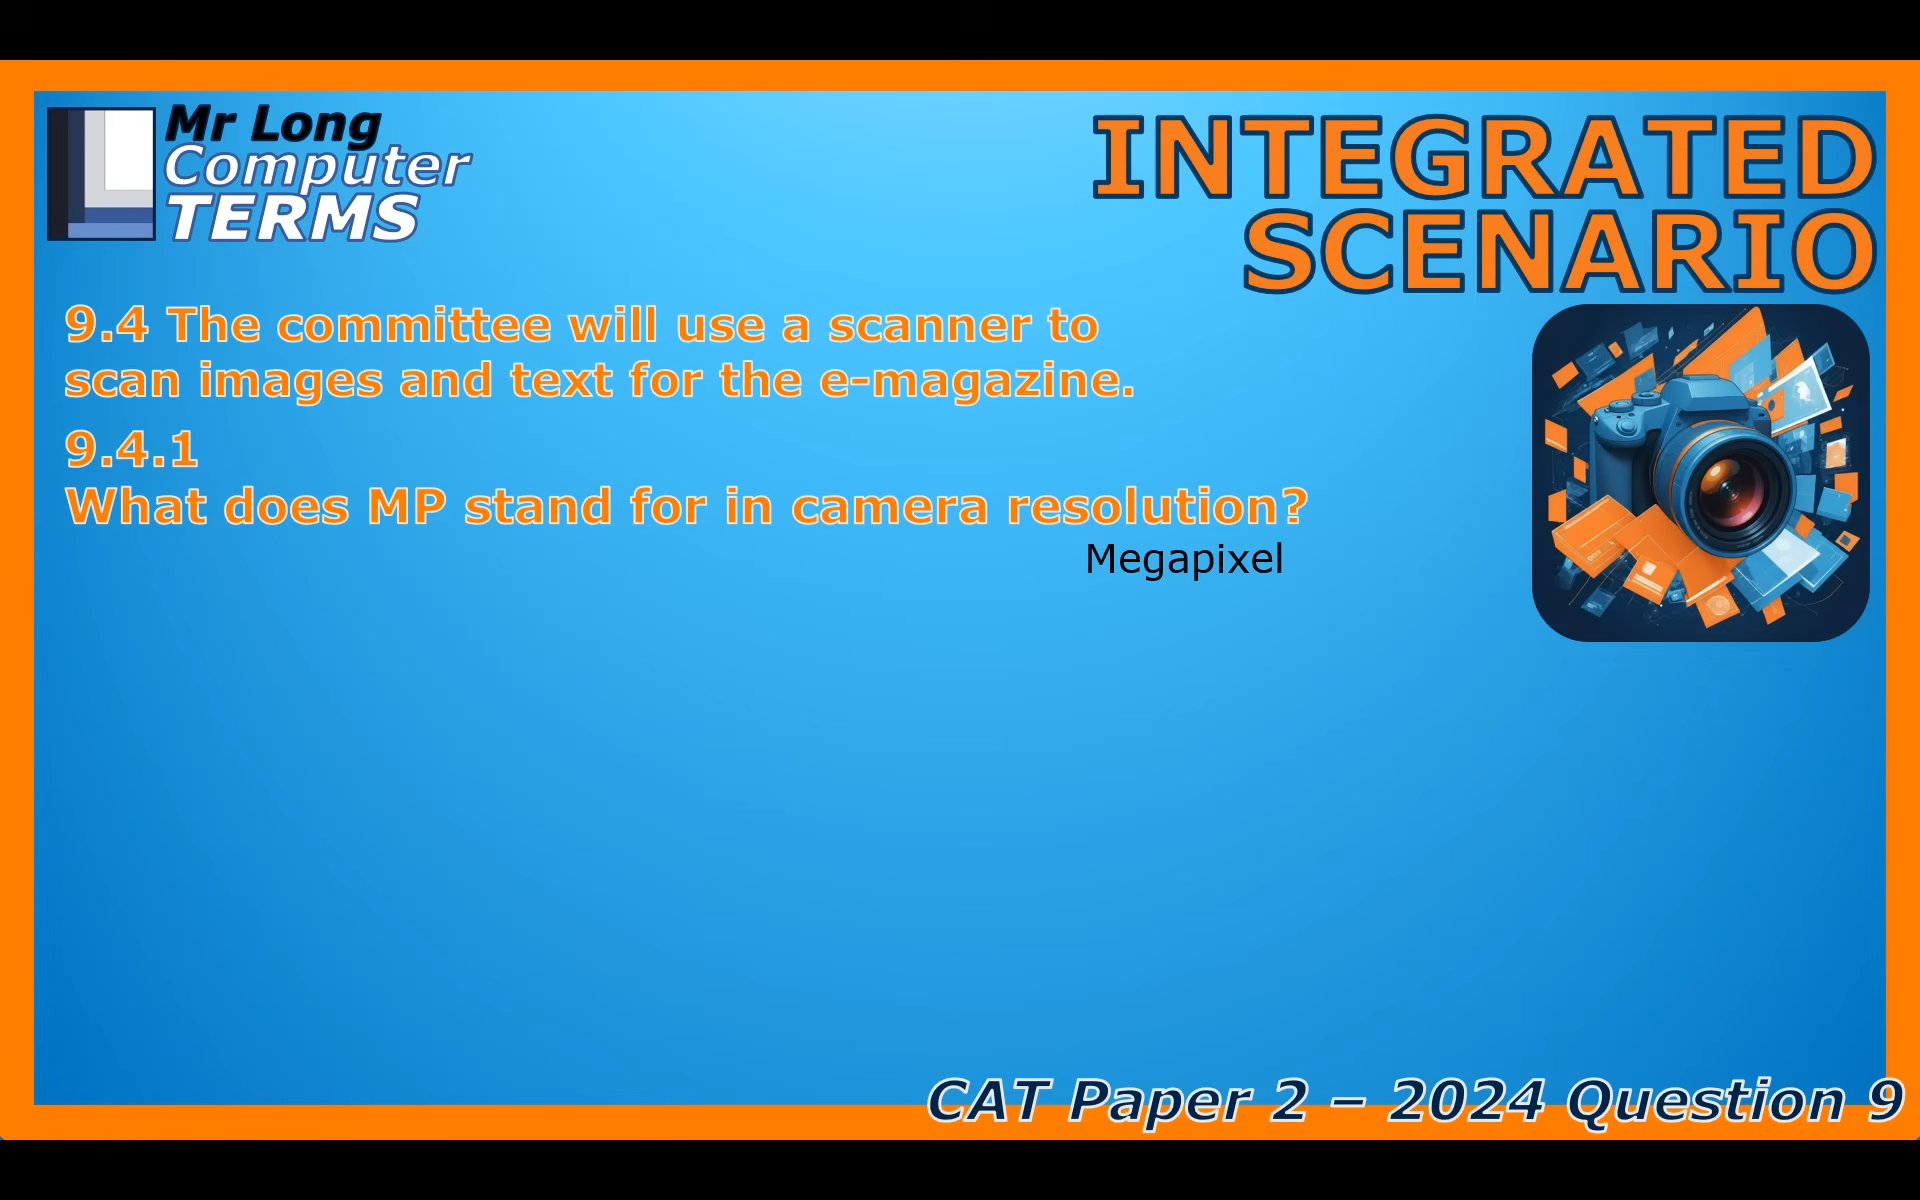 Mr Long
Computer
TERMS
INTEGRATED
SCENARIO
9.4 The committee will use a scanner to
scan images and text for the e-magazine.
9.4.1
What does MP stand for in camera resolution?
Megapixel
CAT Paper 2 – 2024 Question 9